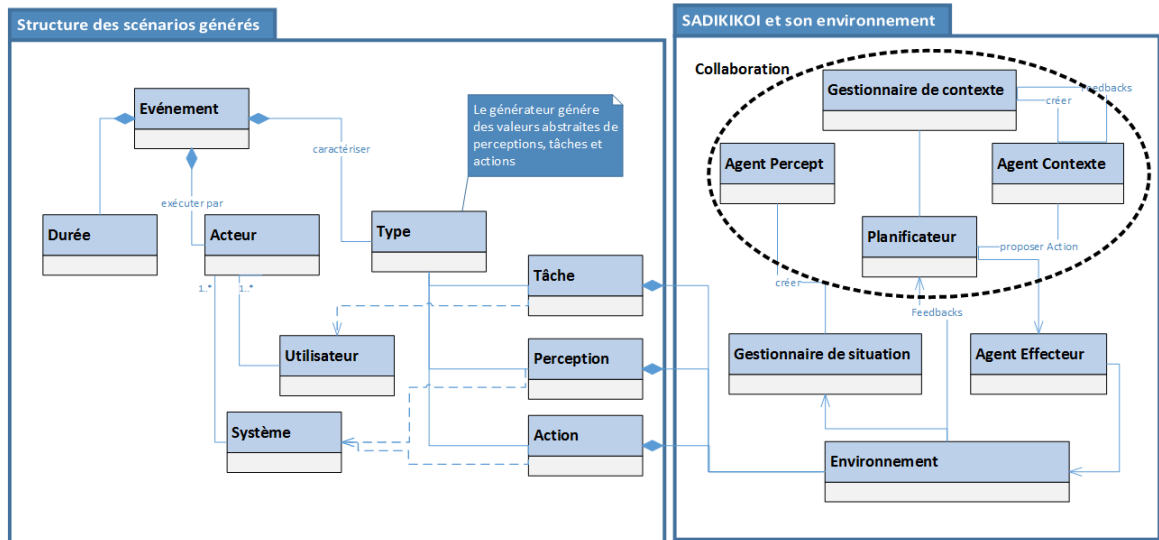 Structure des scénarios générés
Evénement
caractériser
Le générateur génére
des valeurs abstraites de
perceptions, tâches et
actions
exécuter par
Durée
Acteur
Type
1..*
1..*
Tâche
Utilisateur
Perception
Système
Action
SADIKIKOI et son environnement
Collaboration
Gestionnaire de contexte
Feedbacks
créer
Agent Percept
Agent Contexte
Planificateur
proposer Action
créer
Feedbacks
Gestionnaire de situation
Agent Effecteur
Environnement